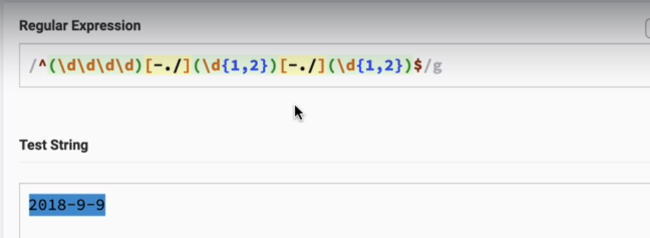 Regular Expression
/^(\d\d\d\d)[-./](\d{1,2})[-./](\d{1,2})$/g
Test String
2018-9-9